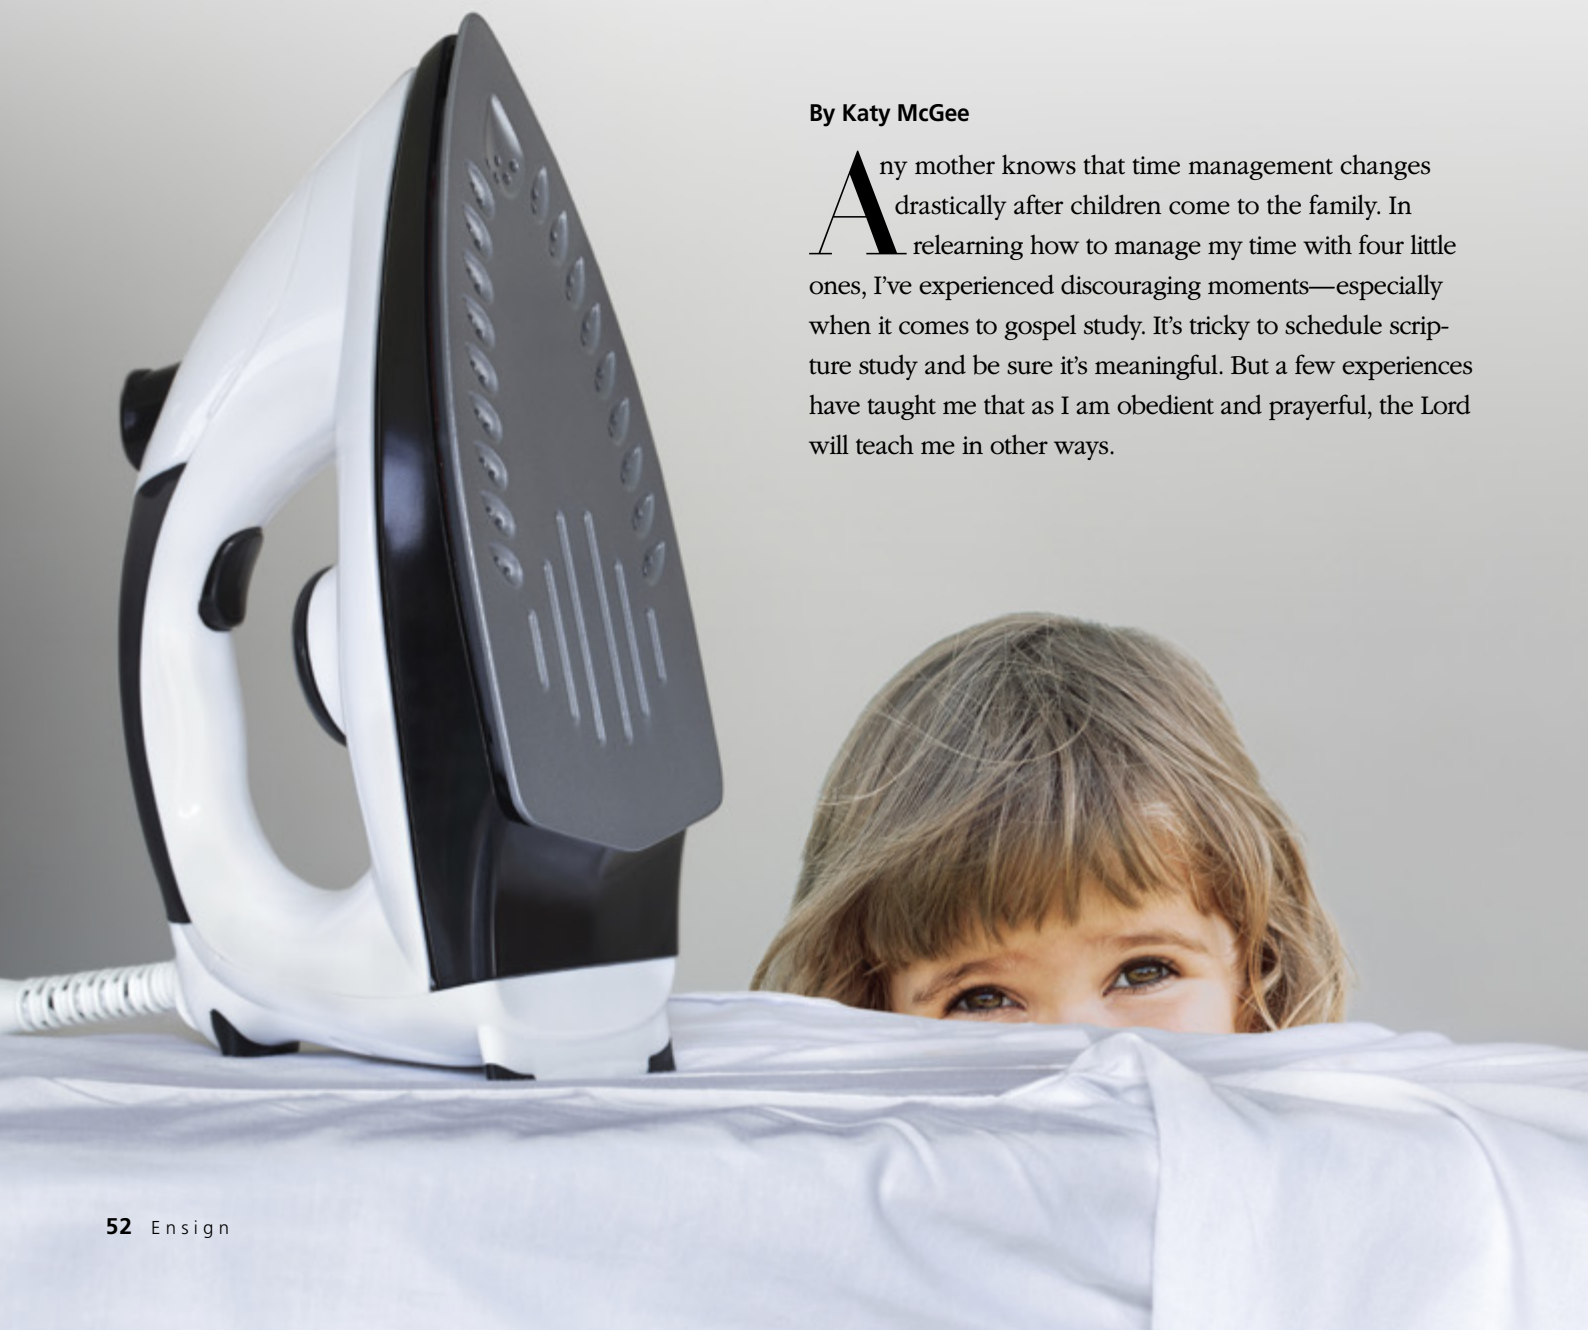 By Katy McGee
Any mother knows that time management changes
drastically after children come to the family. In
relearning how to manage my time with four little
ones, I’ve experienced discouraging moments—especially
when it comes to gospel study. It’s tricky to schedule scrip-
ture study and be sure it’s meaningful. But a few experiences
have taught me that as I am obedient and prayerful, the Lord
will teach me in other ways.
52 Ensign